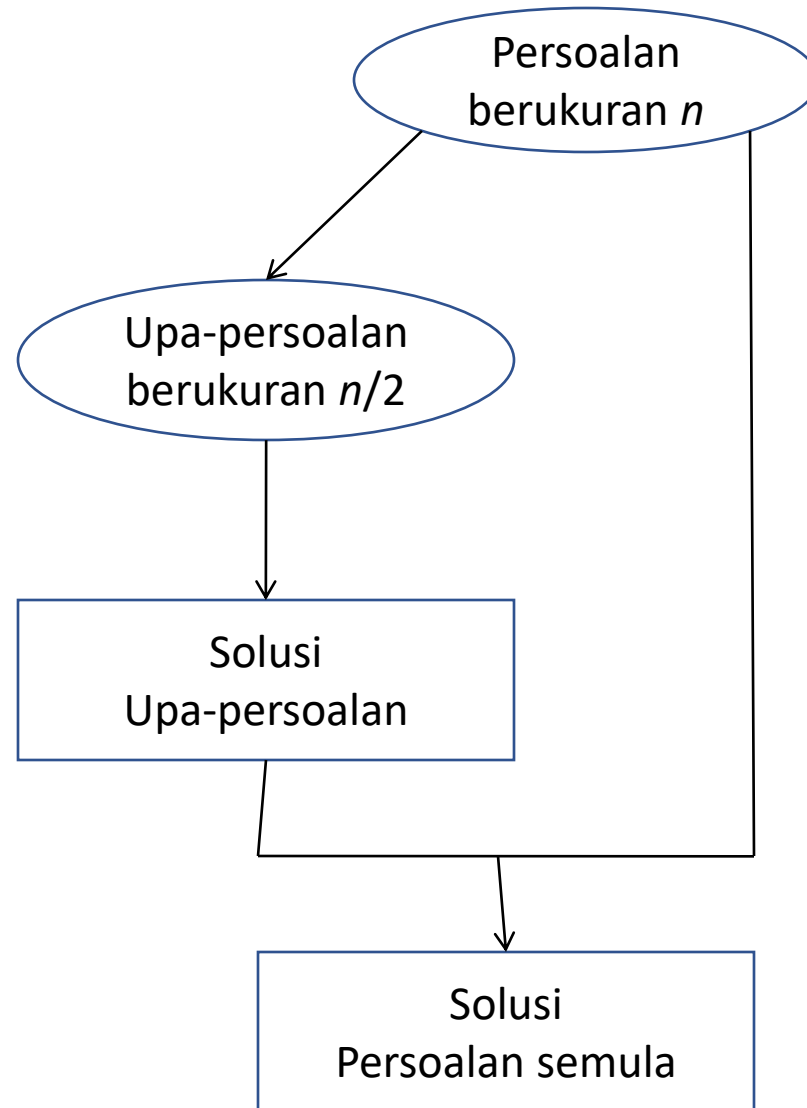 Persoalan
berukuran n
Upa-persoalan
berukuran n/2
Solusi
Upa-persoalan
Solusi
Persoalan semula